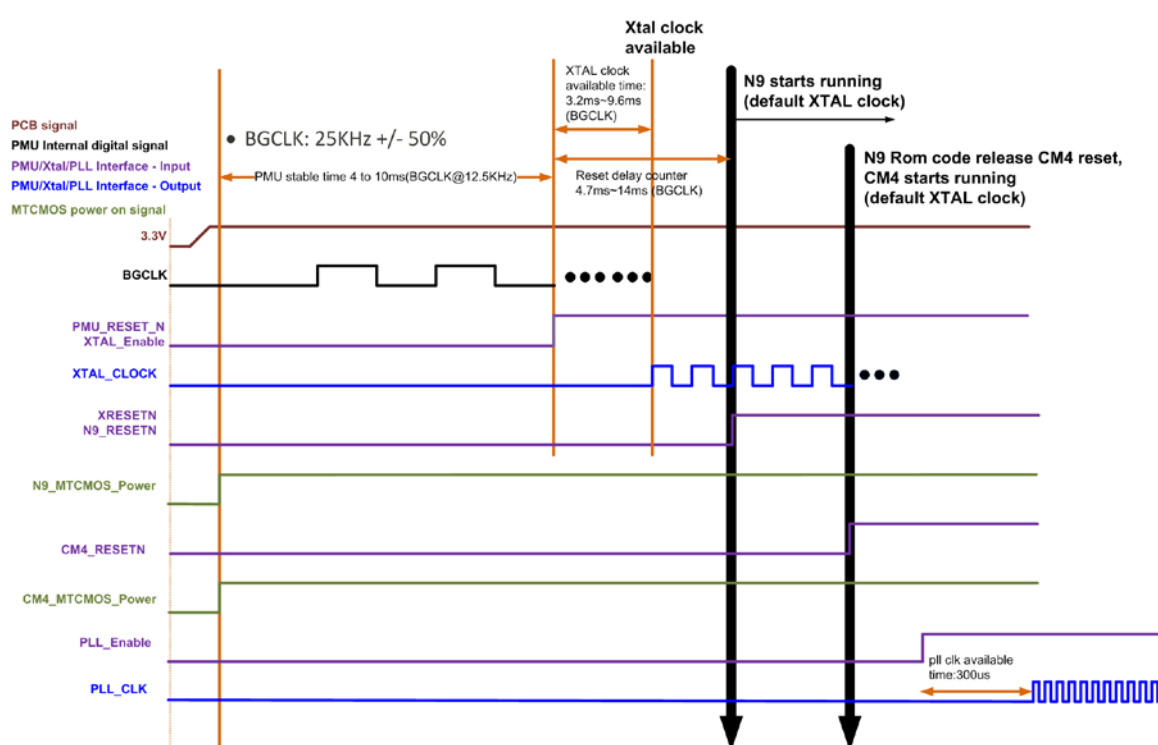 Xtal clock
available
XTAL clock
available time:
3.2ms~9.6ms
(BGCLK)
N9 starts running
(default XTAL clock)
PCB signal
PMU Internal digital signal
PMU/Xtal/PLL Interface - Input
PMU/Xtal/PLL Interface - Output
MTCMOS power on signal
● BGCLK: 25KHz +/- 50%
PMU stable time 4 to 10ms(BGCLK@12.5KHz)
Reset delay counter
4.7ms~14ms (BGCLK)
N9 Rom code release CM4 reset,
CM4 starts running
(default XTAL clock)
3.3V
BGCLK
PMU_RESET_N
XTAL_Enable
XTAL_CLOCK
XRESETN
N9_RESETN
N9_MTCMOS_Power
CM4_RESETN
CM4_MTCMOS_Power
PLL_Enable
pll clk available
time:300us
PLL_CLK